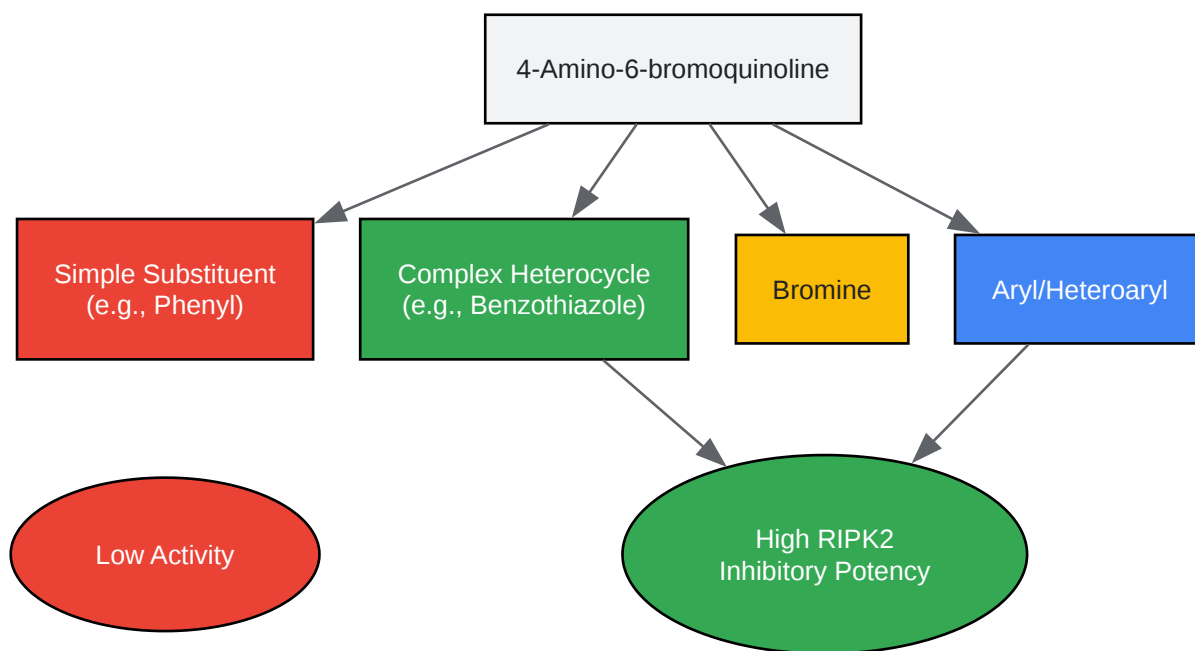 4-Amino-6-bromoquinoline
Simple Substituent
(e.g., Phenyl)
Complex Heterocycle
(e.g., Benzothiazole)
Bromine
Aryl/Heteroaryl
Low Activity
High RIPK2
Inhibitory Potency